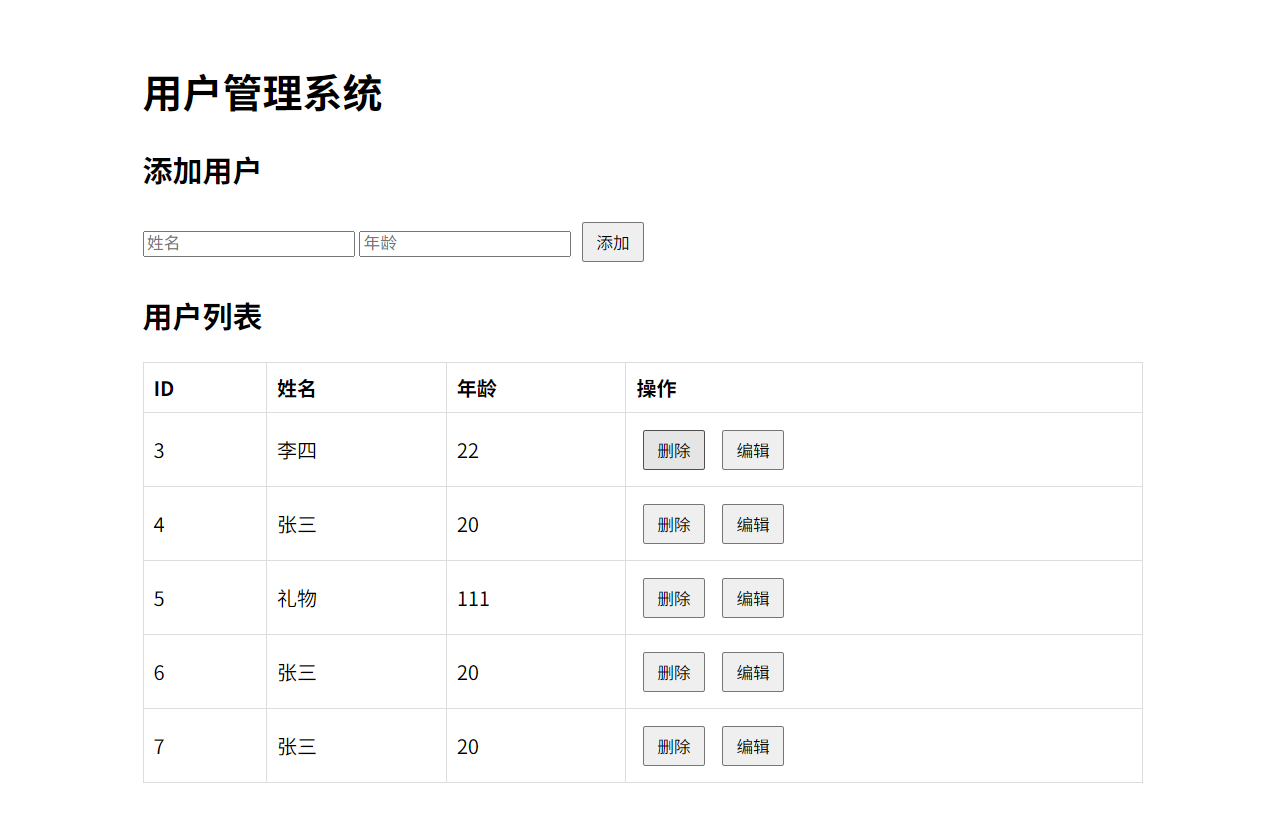 用户管理系统
添加用户
姓名 年龄 添加
用户列表
ID 姓名 年龄 操作
3 李四 22 删除 编辑
4 张三 20 删除 编辑
5 礼物 111 删除 编辑
6 张三 20 删除 编辑
7 张三 20 删除 编辑